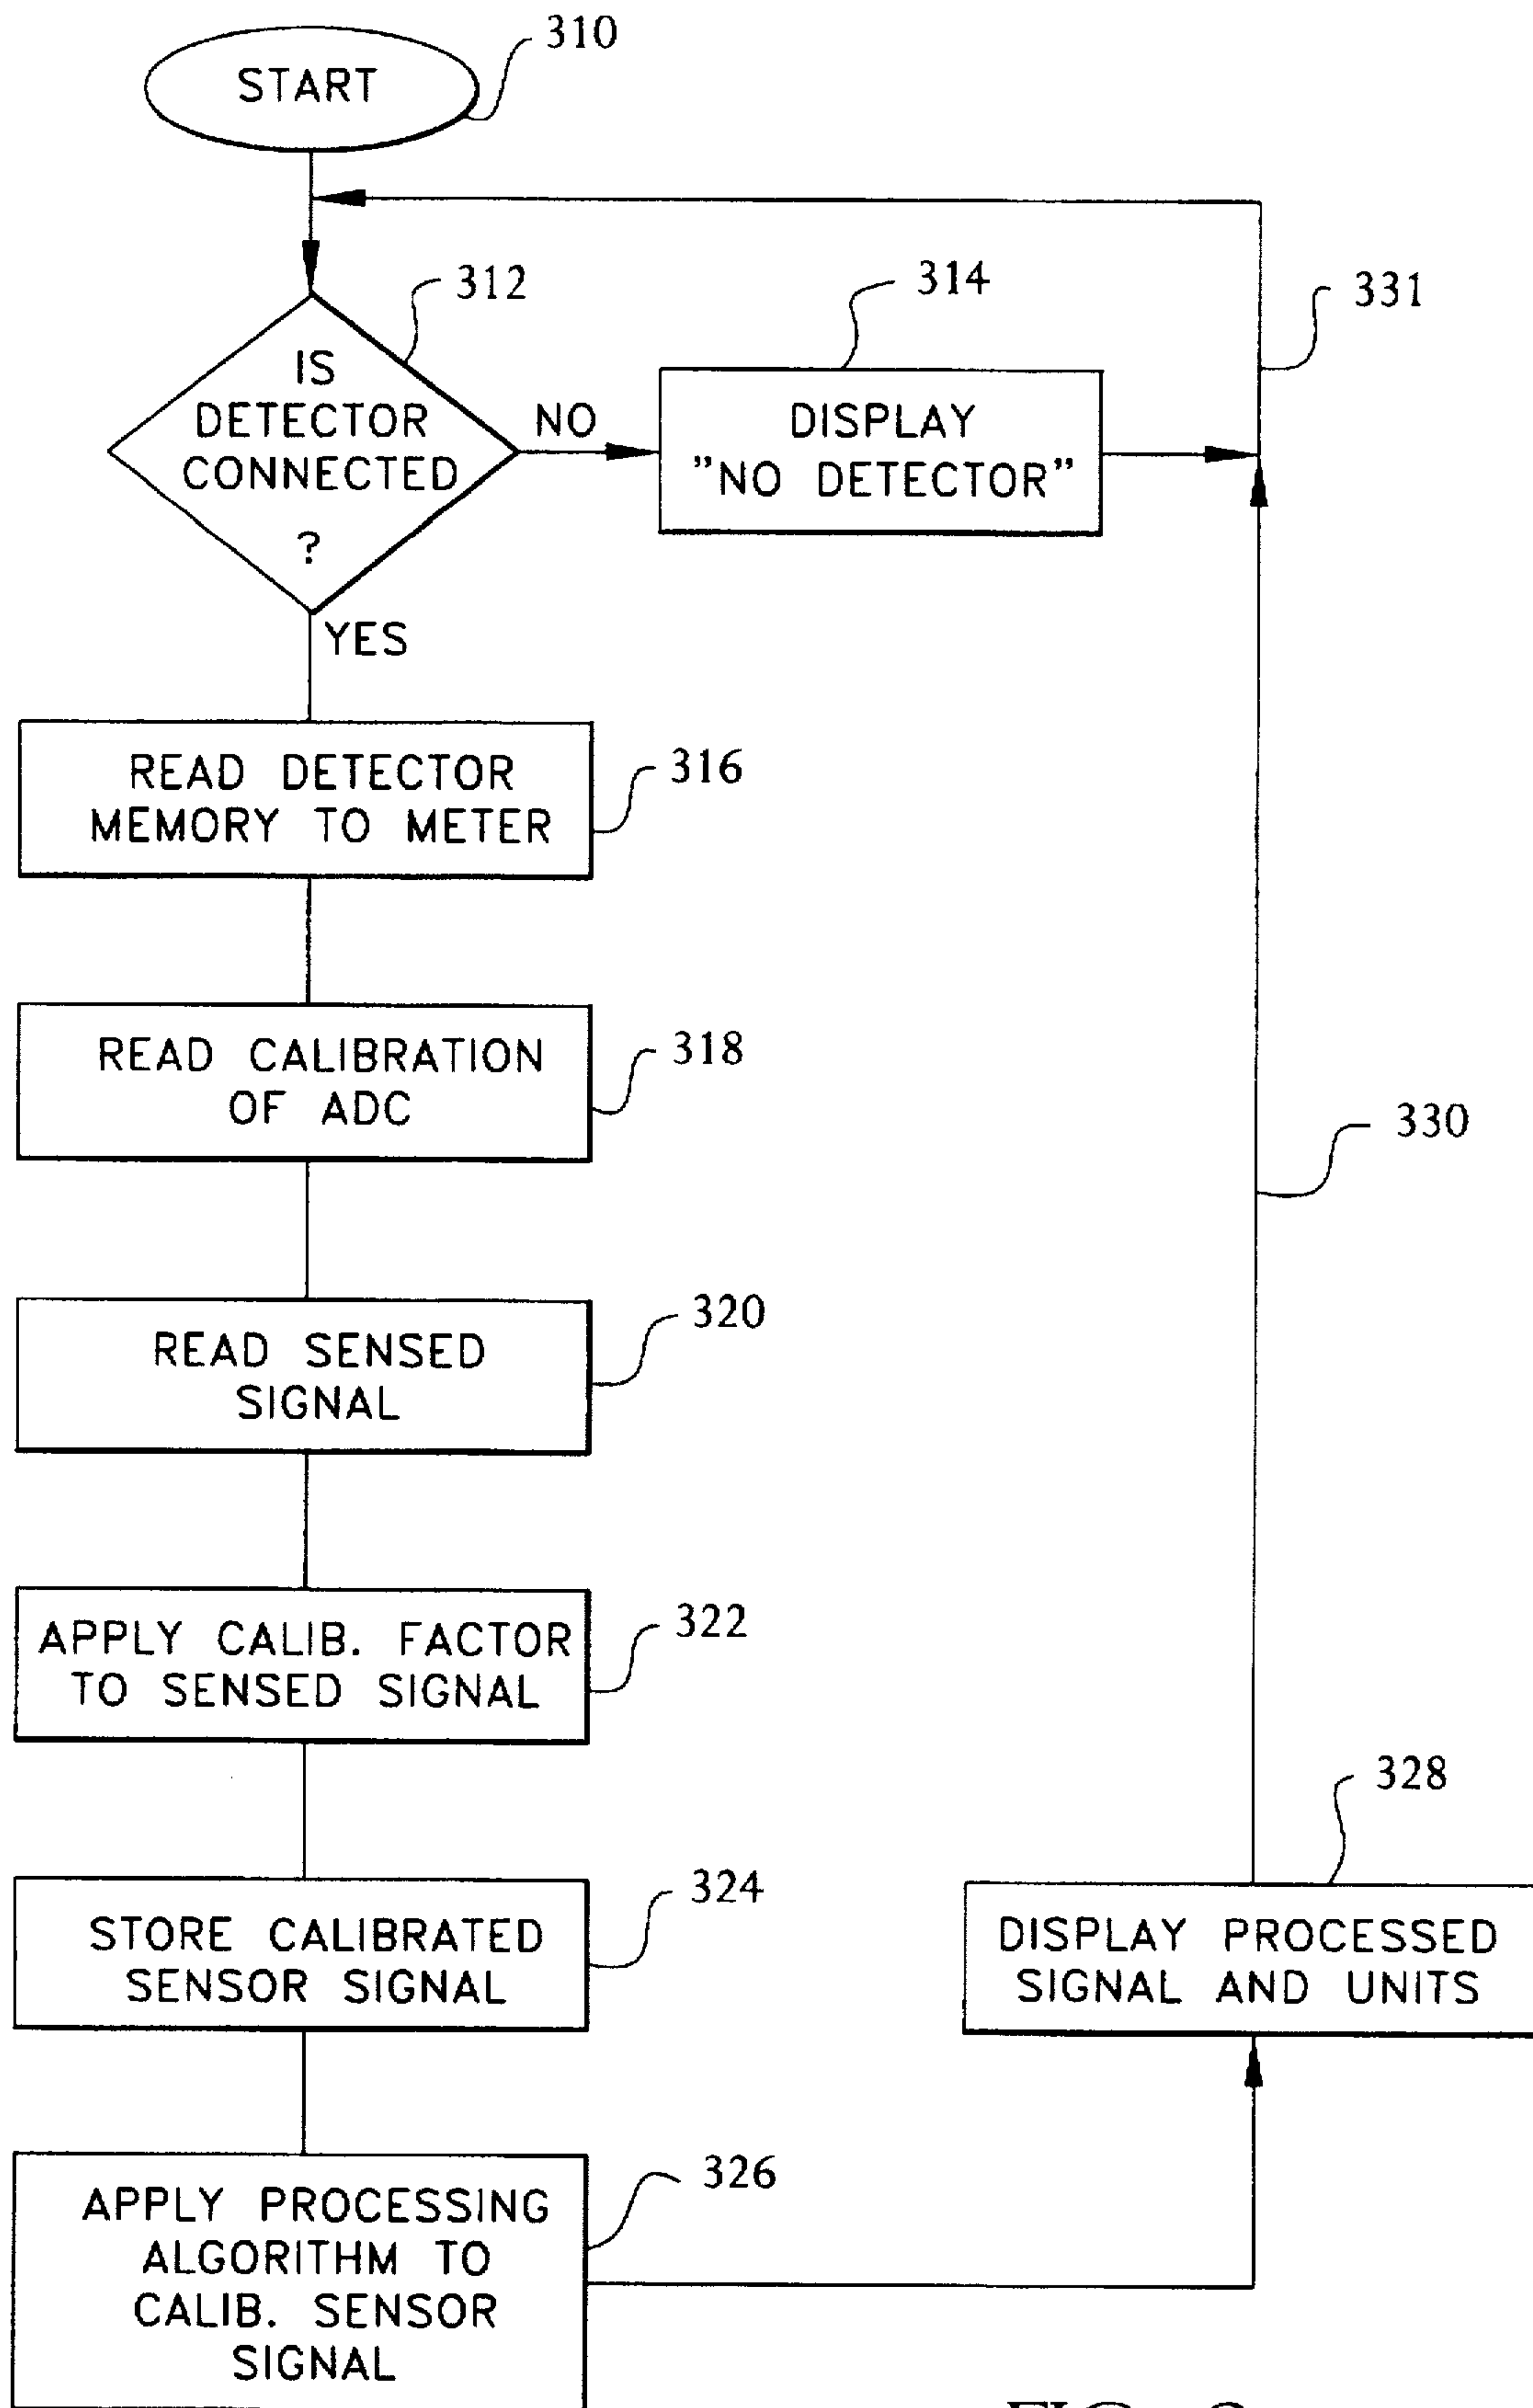 310
START
312
314
331
IS
DETECTOR
CONNECTED
?
NO
DISPLAY
"NO DETECTOR"
YES
READ DETECTOR
MEMORY TO METER
316
READ CALIBRATION
OF ADC
318
330
READ SENSED
SIGNAL
320
APPLY CALIB. FACTOR
TO SENSED SIGNAL
322
328
STORE CALIBRATED
SENSOR SIGNAL
324
DISPLAY PROCESSED
SIGNAL AND UNITS
APPLY PROCESSING
ALGORITHM TO
CALIB. SENSOR
SIGNAL
326